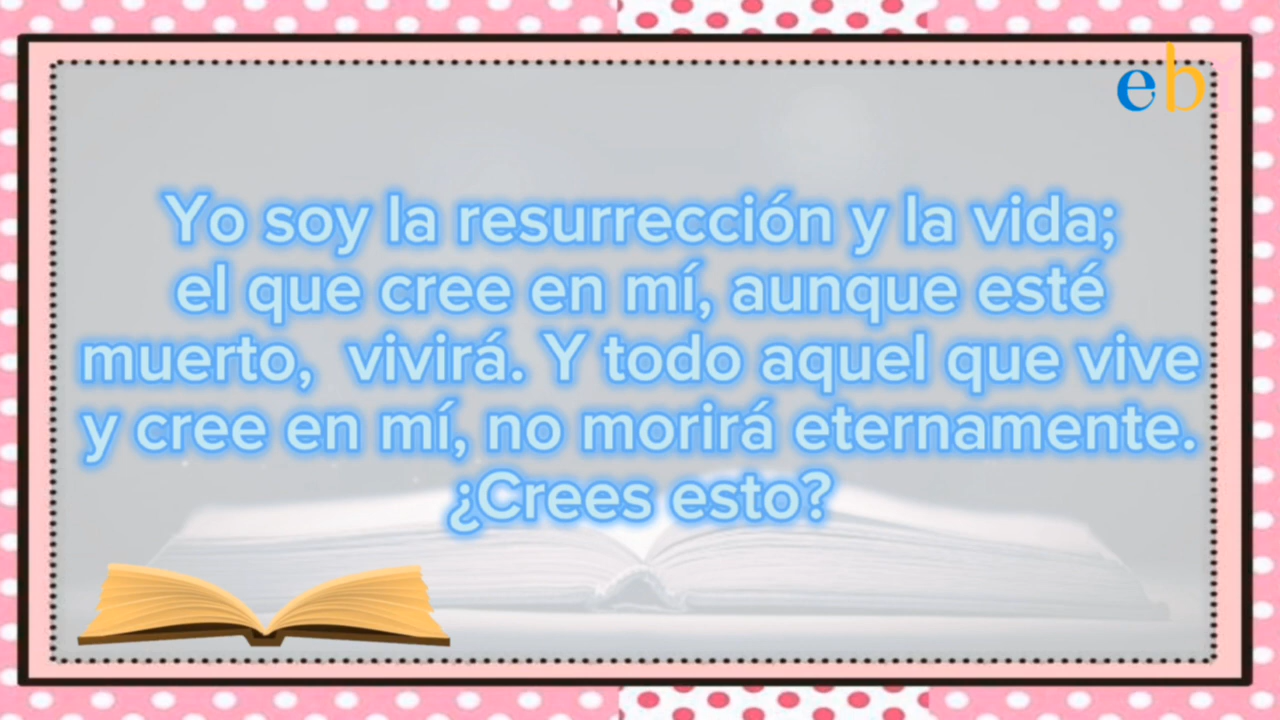 eb
Yo soy la resurrección y la vida;
el que cree en mí, aunque esté
muerto, vivirá. Y todo aquel que vive
y cree en mí, no morirá eternamente.
¿Crees esto?